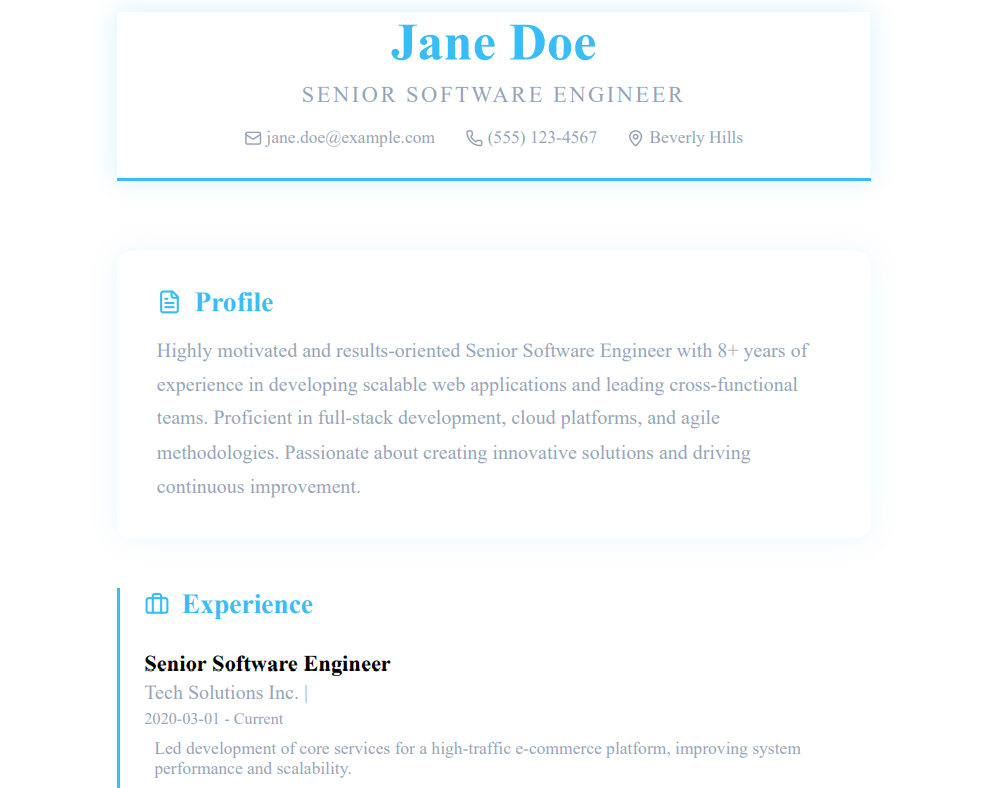 Jane Doe
SENIOR SOFTWARE ENGINEER
jane.doe@example.com (555) 123-4567 Beverly Hills
Profile
Highly motivated and results-oriented Senior Software Engineer with 8+ years of
experience in developing scalable web applications and leading cross-functional
teams. Proficient in full-stack development, cloud platforms, and agile
methodologies. Passionate about creating innovative solutions and driving
continuous improvement.
Experience
Senior Software Engineer
Tech Solutions Inc. |
2020-03-01 - Current
Led development of core services for a high-traffic e-commerce platform, improving system
performance and scalability.